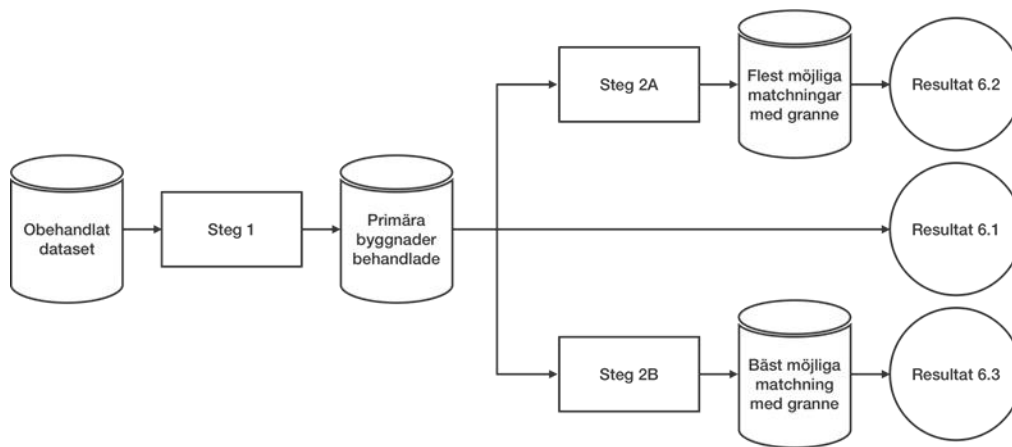 Steg 2A
Flest möjliga
matchningar
med granne
Resultat 6.2
Obehandlat
dataset
Steg 1
Primära
byggnader
behandlade
Resultat 6.1
Steg 2B
Bäst möjliga
matchning
med granne
Resultat 6.3